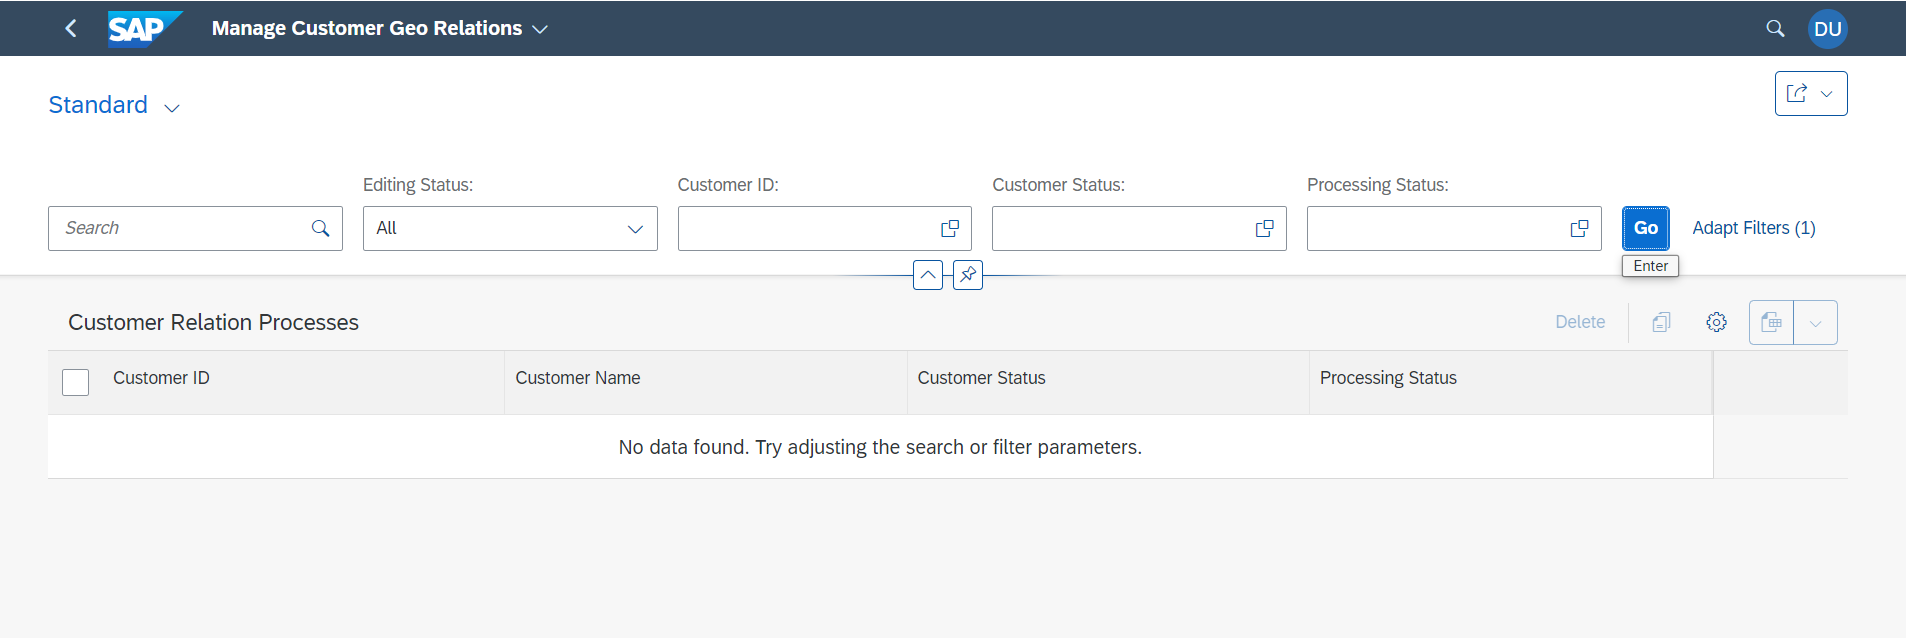 SAP Manage Customer Geo Relations DU
Standard
Editing Status: Customer ID: Customer Status: Processing Status:
Search All Go Adapt Filters (1)
Enter
Customer Relation Processes Delete
Customer ID Customer Name Customer Status Processing Status
No data found. Try adjusting the search or filter parameters.